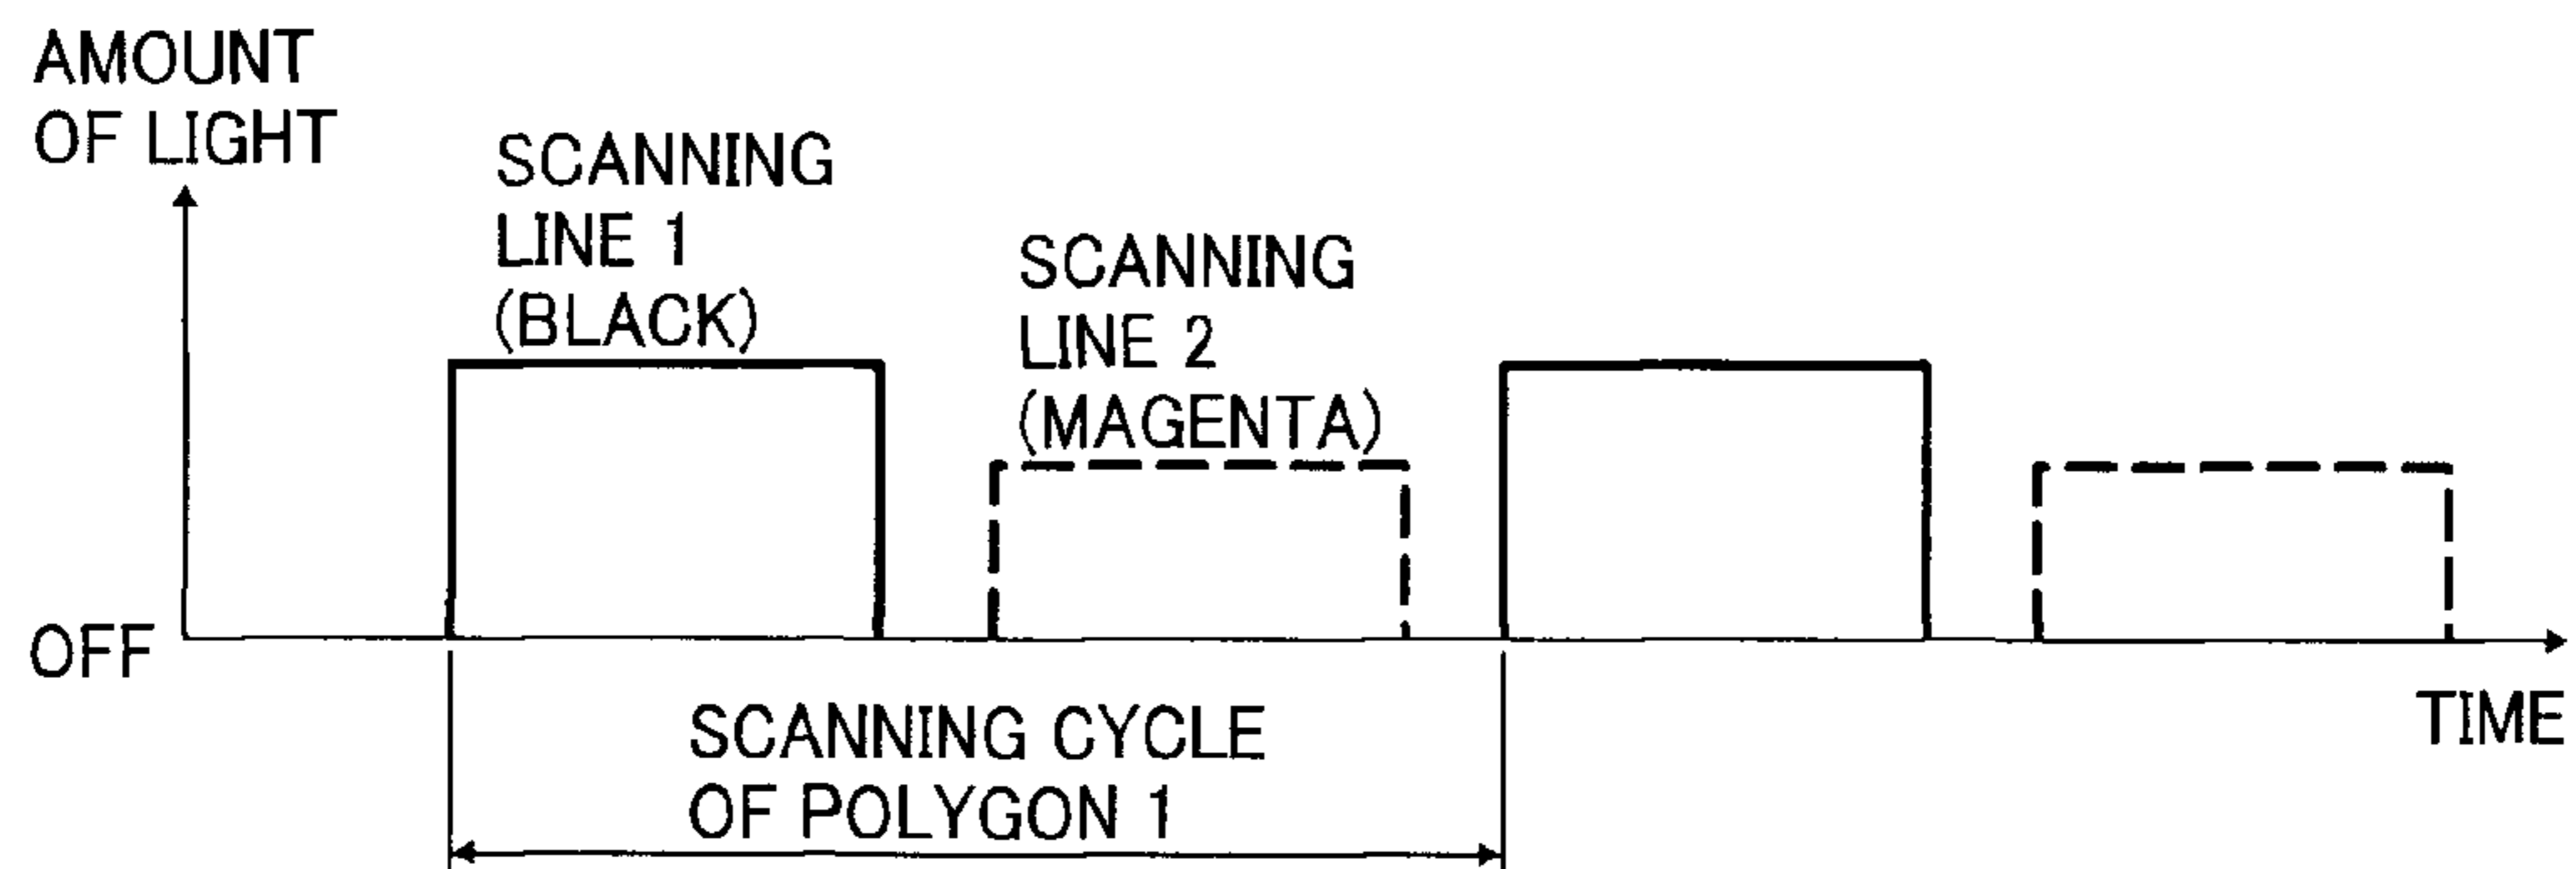 AMOUNT
OF LIGHT
SCANNING
LINE 1
(BLACK)
SCANNING
LINE 2
(MAGENTA)
OFF
TIME
SCANNING CYCLE
OF POLYGON 1